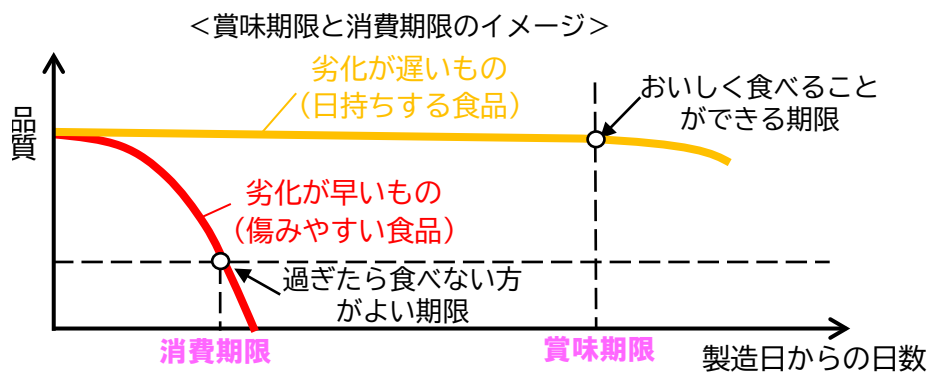 ＜賞味期限と消費期限のイメージ＞
劣化が遅いもの
（日持ちする食品）
おいしく食べること
ができる期限
品質
劣化が早いもの
（傷みやすい食品）
過ぎたら食べない方
がよい期限
消費期限
賞味期限
製造日からの日数